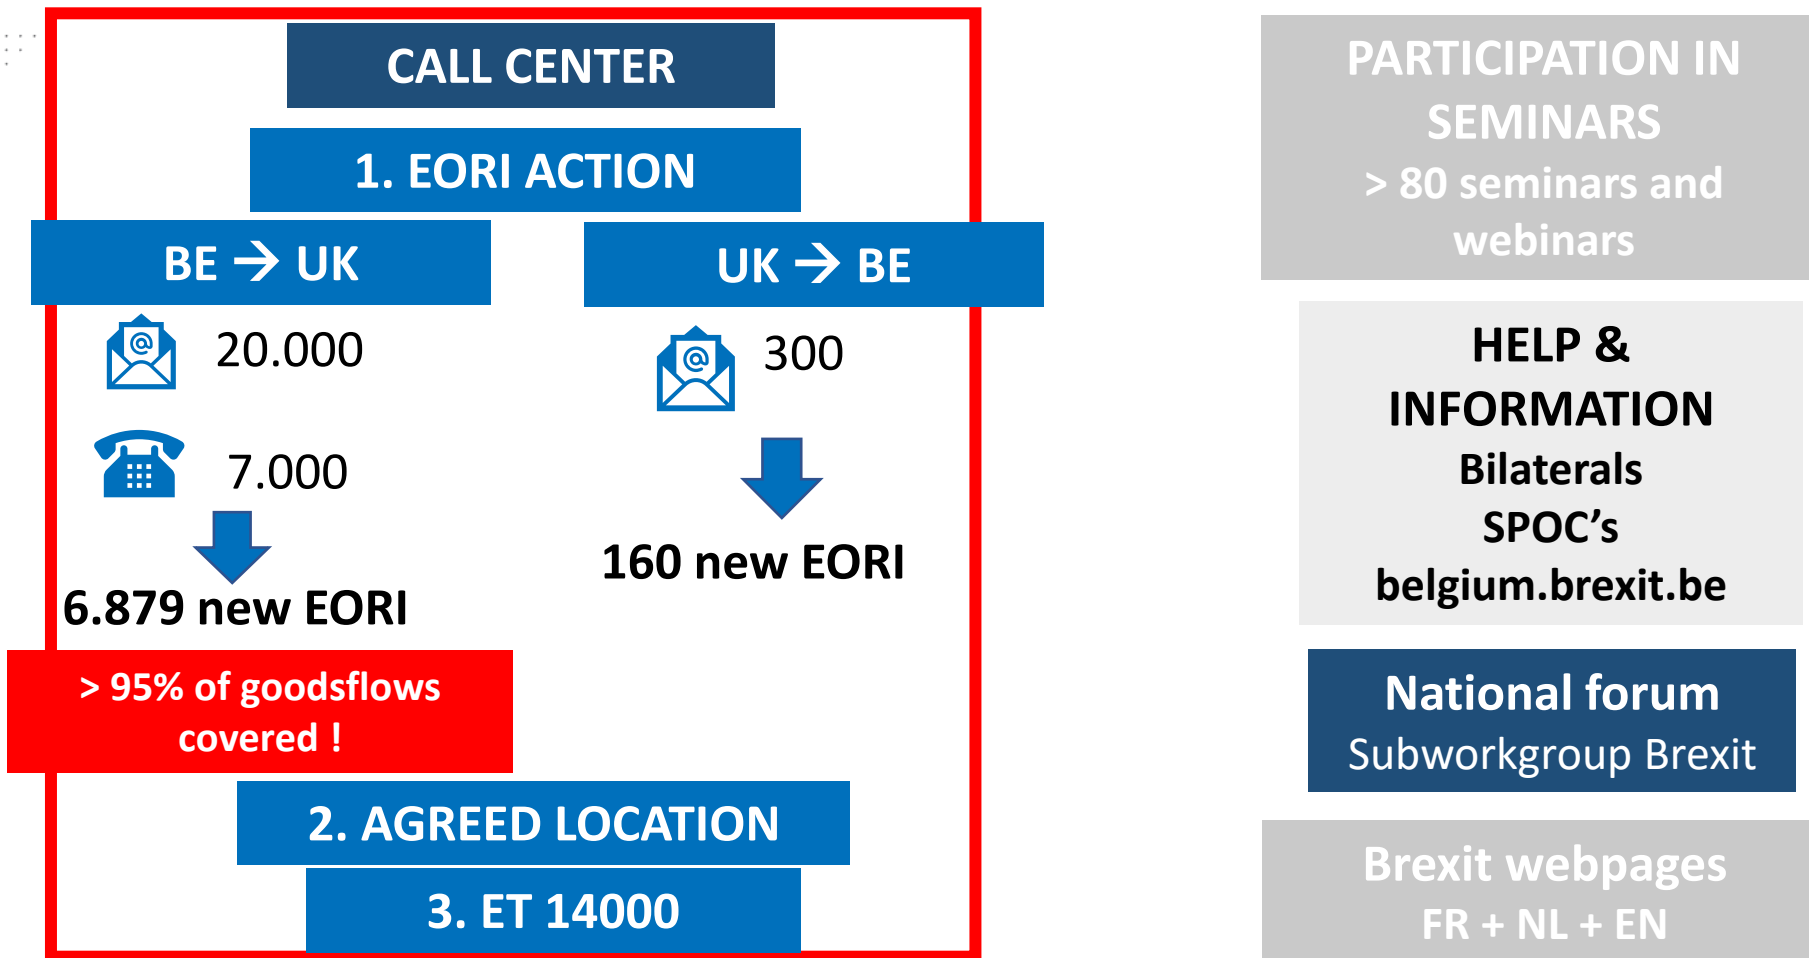 CALL CENTER
1. EORI ACTION
BE → UK
20.000
7.000
6.879 new EORI
> 95% of goodsflows
covered !
UK → BE
300
160 new EORI
2. AGREED LOCATION
3. ET 14000
PARTICIPATION IN
SEMINARS
> 80 seminars and
webinars
HELP &
INFORMATION
Bilaterals
SPOC’s
belgium.brexit.be
National forum
Subworkgroup Brexit
Brexit webpages
FR + NL + EN